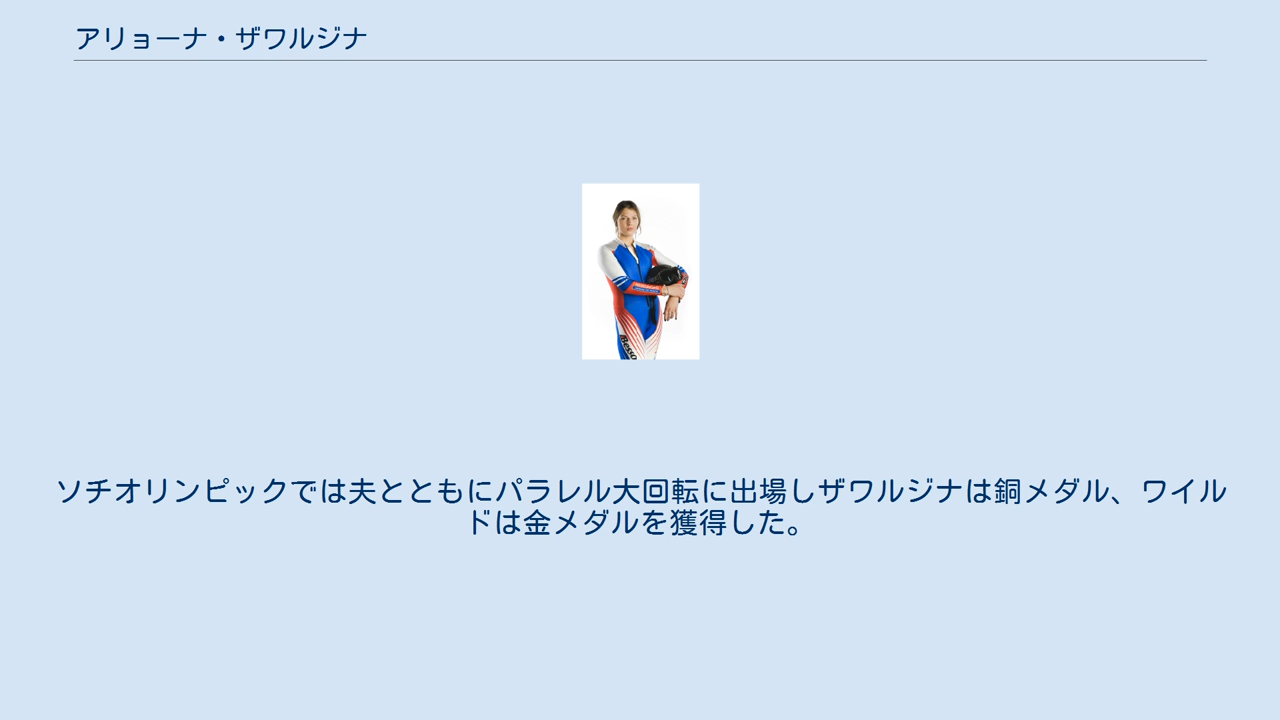 アリョーナ・ザワルジナ
ソチオリンピックでは夫とともにパラレル大回転に出場しザワルジナは銅メダル、ワイル
ドは金メダルを獲得した。